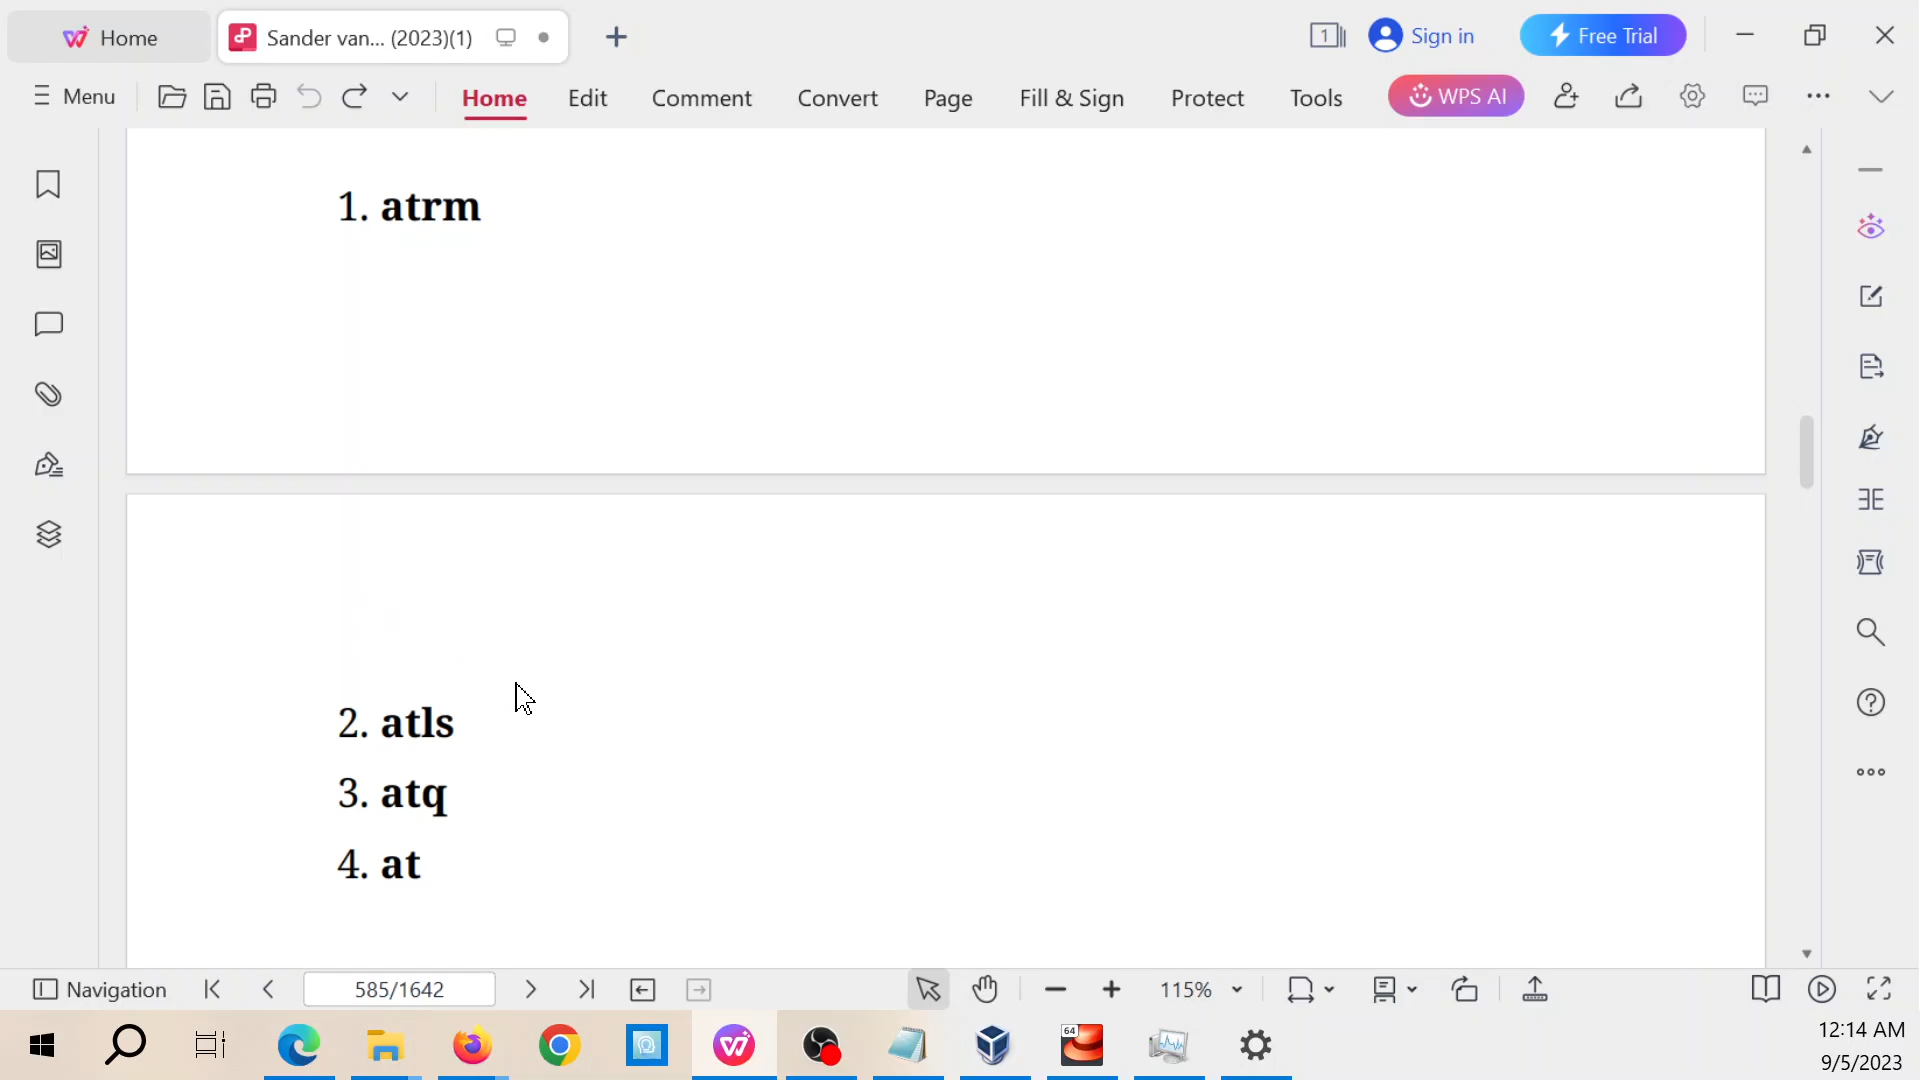 Home
Sander van... (2023)(1)
1
Sign in
Free Trial
Menu
Home
Edit
Comment
Convert
Page
Fill & Sign
Protect
Tools
WPS AI
1. atrm
2. atls
3. atq
4. at
Navigation
585/1642
115%
64
12:14 AM
9/5/2023